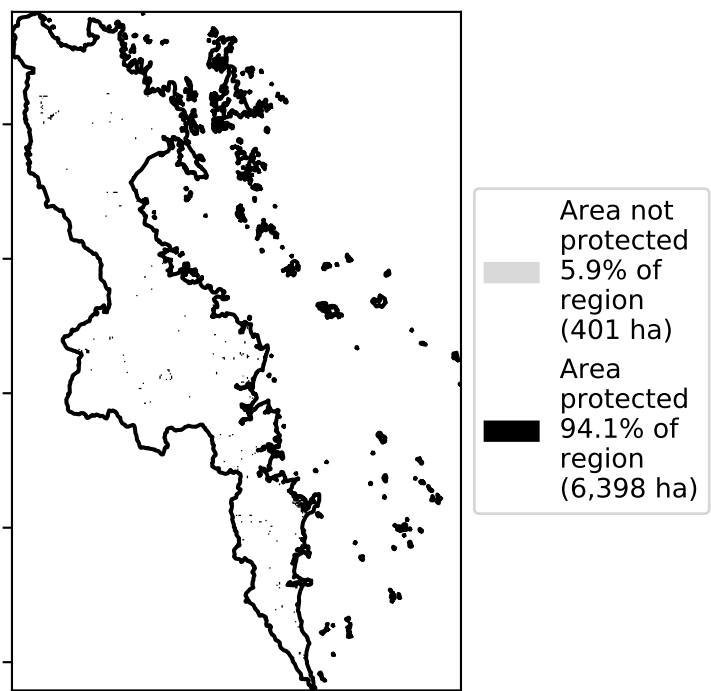 Area not
protected
5.9% of
region
(401 ha)
Area
protected
94.1% of
region
(6,398 ha)